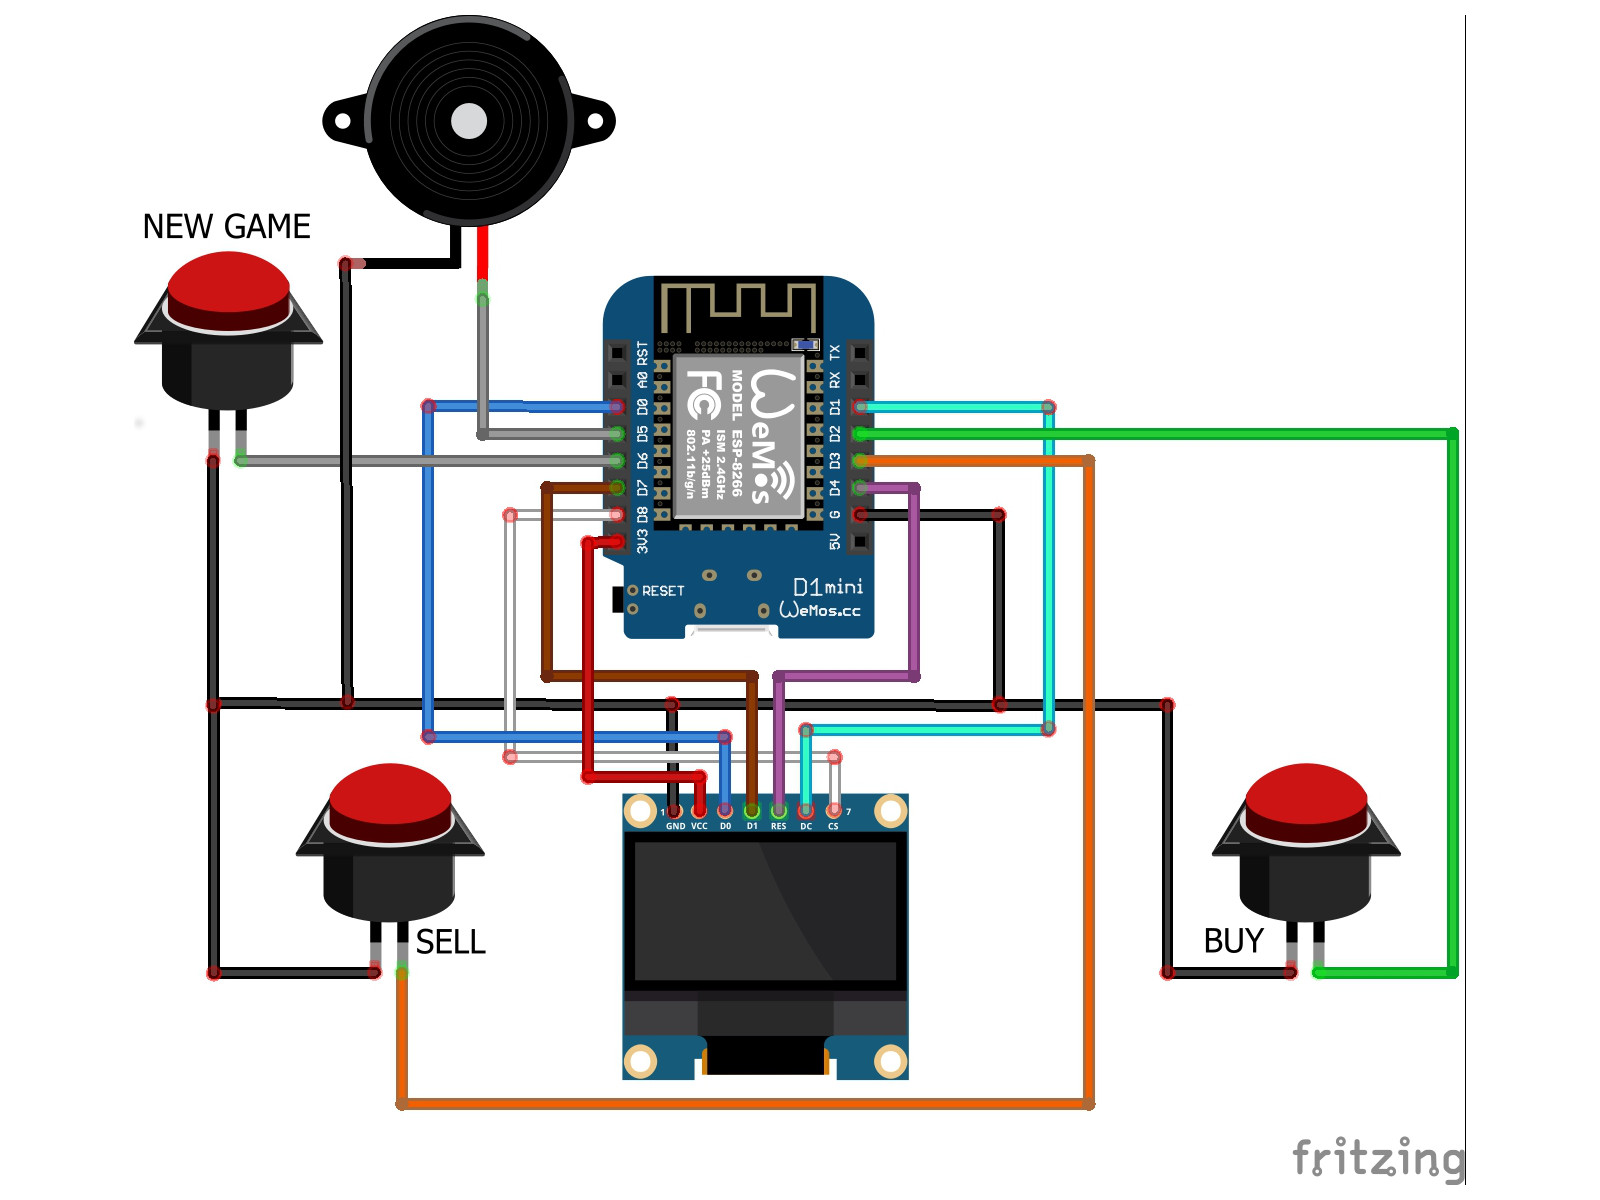 NEW GAME
RST
A0
D0
D5
D6
D7
D8
3V3
TX
RX
D1
D2
D3
D4
G
5V
WeMos
MODEL ESP-8266
ISM 2.4GHz
PA +25dBm
802.11b/g/n
FC
RESET
D1mini
WeMos.cc
1 GND VCC D0 D1 RES DC CS 7
SELL
BUY
fritzing